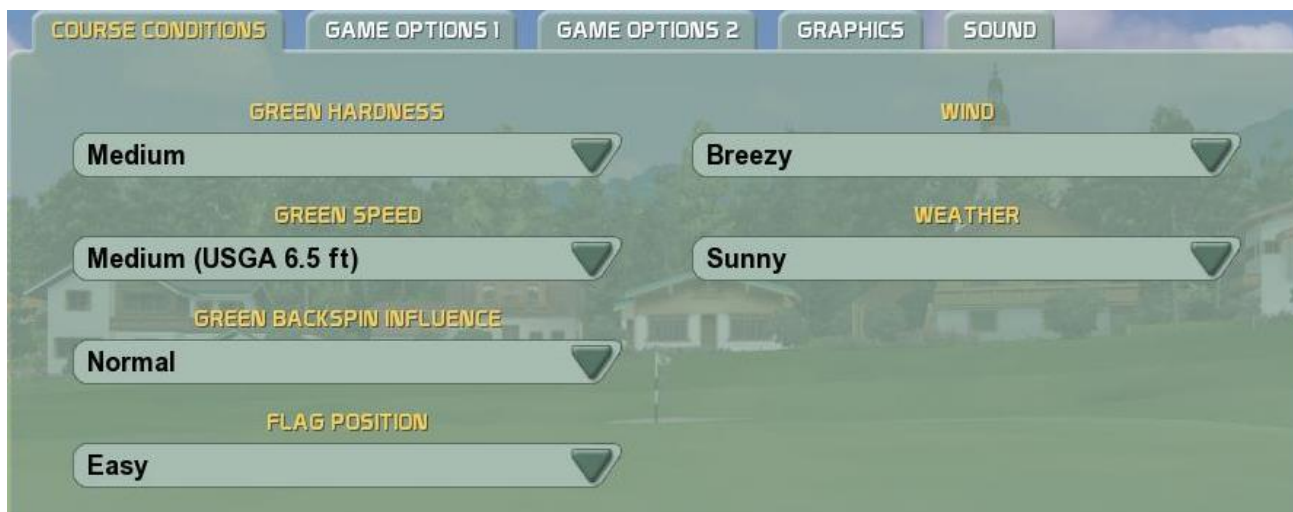 COURSE CONDITIONS
GAME OPTIONS 1
GAME OPTIONS 2
GRAPHICS
SOUND
GREEN HARDNESS
Medium
GREEN SPEED
Medium (USGA 6.5 ft)
GREEN BACKSPIN INFLUENCE
Normal
FLAG POSITION
Easy
WIND
Breezy
WEATHER
Sunny